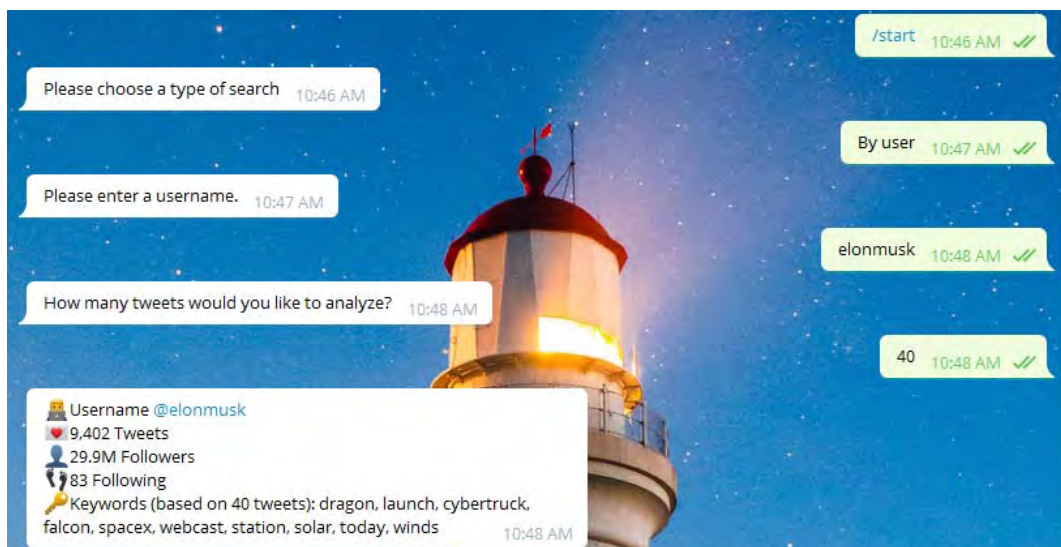 /start 10:46 AM
Please choose a type of search 10:46 AM
By user 10:47 AM
Please enter a username. 10:47 AM
elonmusk 10:48 AM
How many tweets would you like to analyze? 10:48 AM
40 10:48 AM
Username @elonmusk
9,402 Tweets
29.9M Followers
83 Following
Keywords (based on 40 tweets): dragon, launch, cybertruck,
falcon, spacex, webcast, station, solar, today, winds 10:48 AM